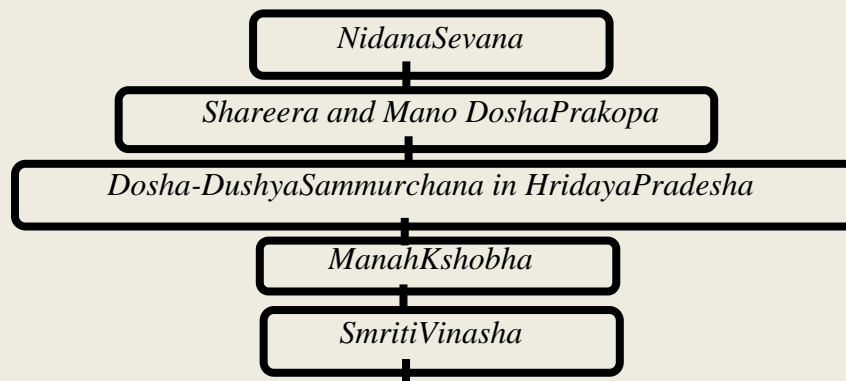 NidanaSevana
Shareera and Mano DoshaPrakopa
Dosha-DushyaSammurchana in HridayaPradesha
ManahKshobha
SmritiVinasha